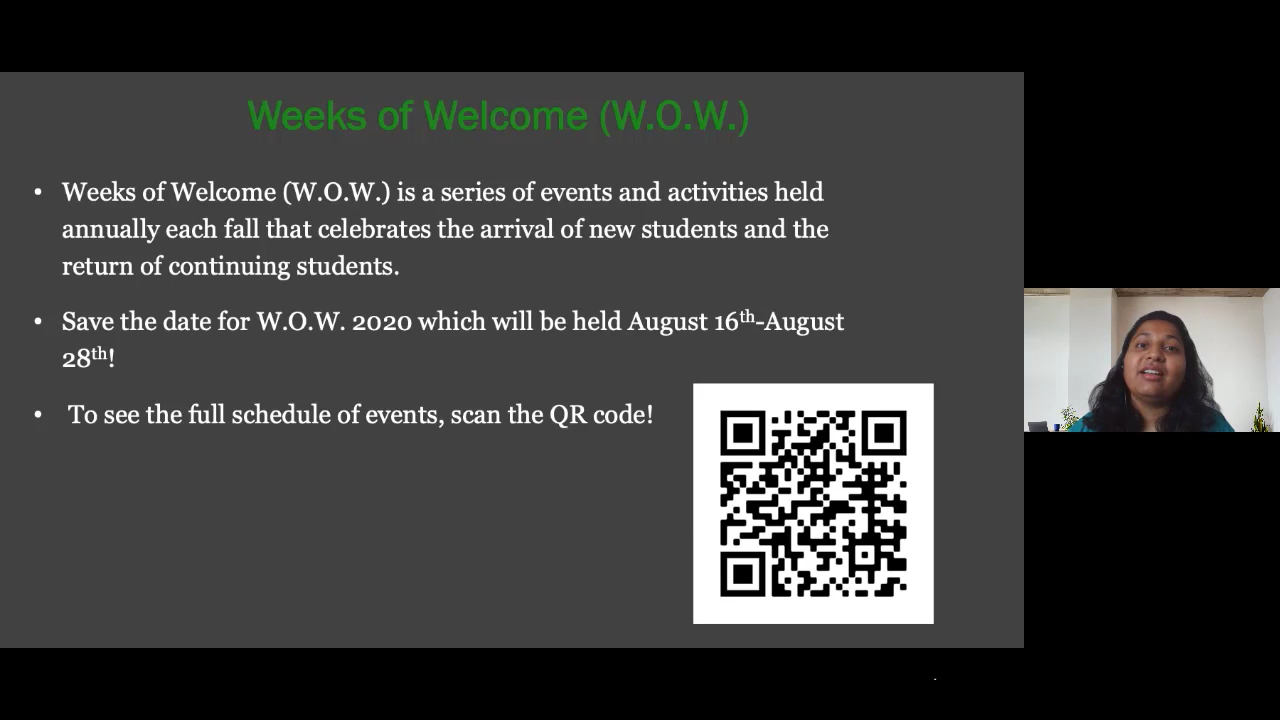 Weeks of Welcome (W.O.W.)
• Weeks of Welcome (W.O.W.) is a series of events and activities held
annually each fall that celebrates the arrival of new students and the
return of continuing students.
• Save the date for W.O.W. 2020 which will be held August 16th-August
28th!
• To see the full schedule of events, scan the QR code!